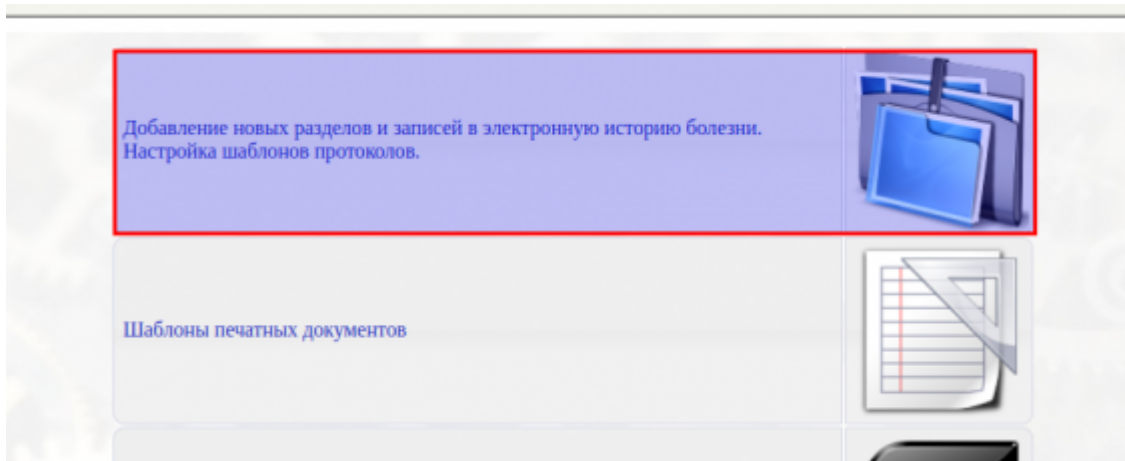 Добавление новых разделов и записей в электронную историю болезни.
Настройка шаблонов протоколов.
Шаблоны печатных документов